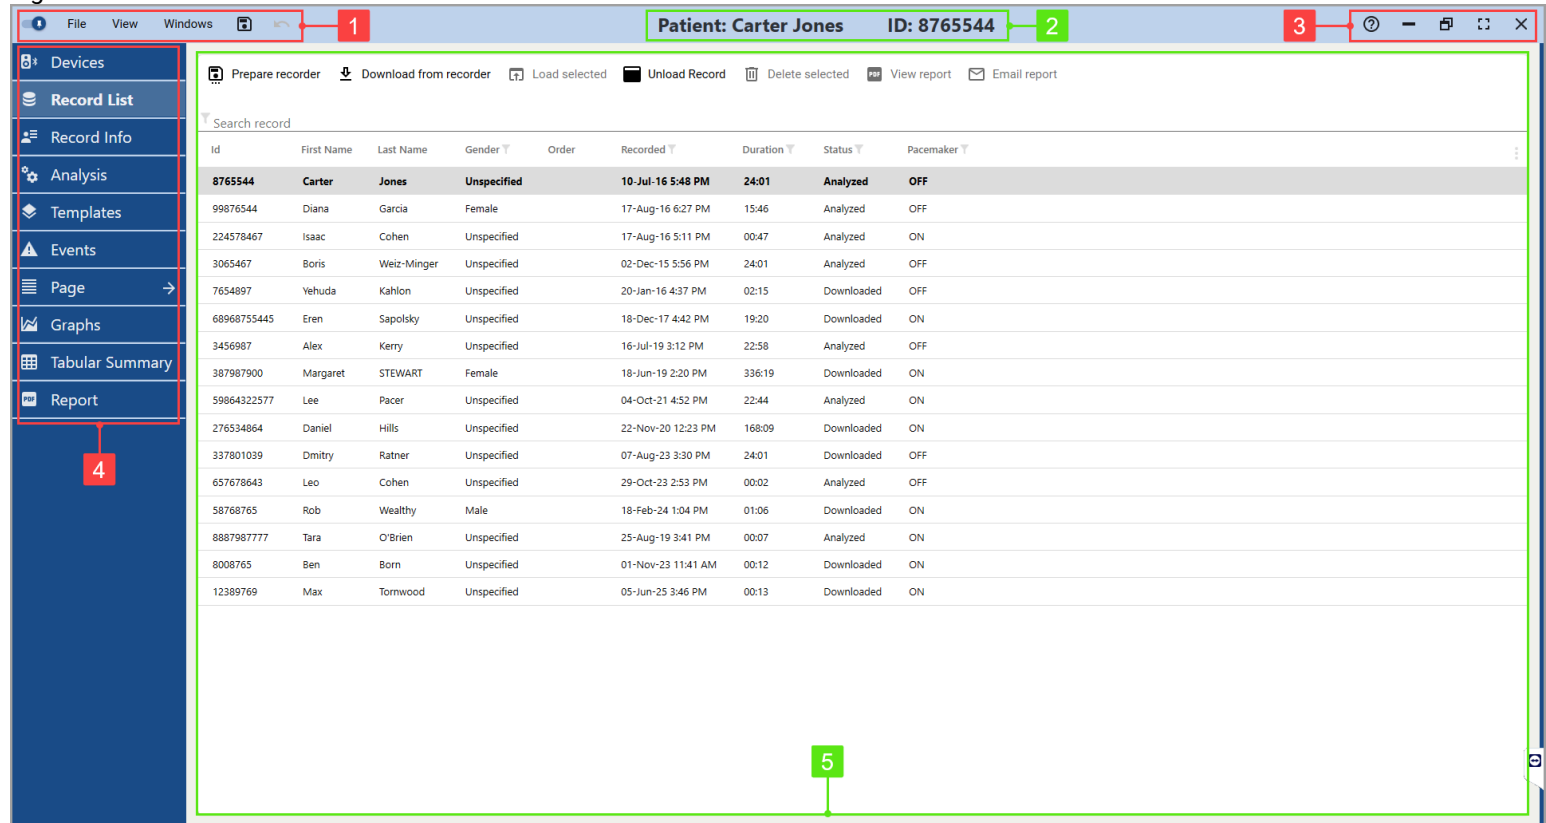 File View Windows 1 Patient: Carter Jones ID: 8765544 2 3
Devices
Record List
Record Info
Analysis
Templates
Events
Page
Graphs
Tabular Summary
PDF Report
4
Prepare recorder Download from recorder Load selected Unload Record Delete selected PDF View report Email report
Search record
Id First Name Last Name Gender Order Recorded Duration Status Pacemaker
8765544 Carter Jones Unspecified 10-Jul-16 5:48 PM 24:01 Analyzed OFF
99876544 Diana Garcia Female 17-Aug-16 6:27 PM 15:46 Analyzed OFF
224578467 Isaac Cohen Unspecified 17-Aug-16 5:11 PM 00:47 Analyzed ON
3065467 Boris Weiz-Minger Unspecified 02-Dec-15 5:56 PM 24:01 Analyzed OFF
7654897 Yehuda Kahlon Unspecified 20-Jan-16 4:37 PM 02:15 Downloaded OFF
68968755445 Eren Sapolsky Unspecified 18-Dec-17 4:42 PM 19:20 Downloaded ON
3456987 Alex Kerry Unspecified 16-Jul-19 3:12 PM 22:58 Analyzed OFF
387987900 Margaret STEWART Female 18-Jun-19 2:20 PM 336:19 Downloaded ON
59864322577 Lee Pacer Unspecified 04-Oct-21 4:52 PM 22:44 Analyzed ON
276534864 Daniel Hills Unspecified 22-Nov-20 12:23 PM 168:09 Downloaded ON
337801039 Dmitry Ratner Unspecified 07-Aug-23 3:30 PM 24:01 Downloaded OFF
657678643 Leo Cohen Unspecified 29-Oct-23 2:53 PM 00:02 Analyzed OFF
58768765 Rob Wealthy Male 18-Feb-24 1:04 PM 01:06 Downloaded ON
8887987777 Tara O'Brien Unspecified 25-Aug-19 3:41 PM 00:07 Analyzed ON
8008765 Ben Born Unspecified 01-Nov-23 11:41 AM 00:12 Downloaded ON
12389769 Max Tornwood Unspecified 05-Jun-25 3:46 PM 00:13 Downloaded ON
5